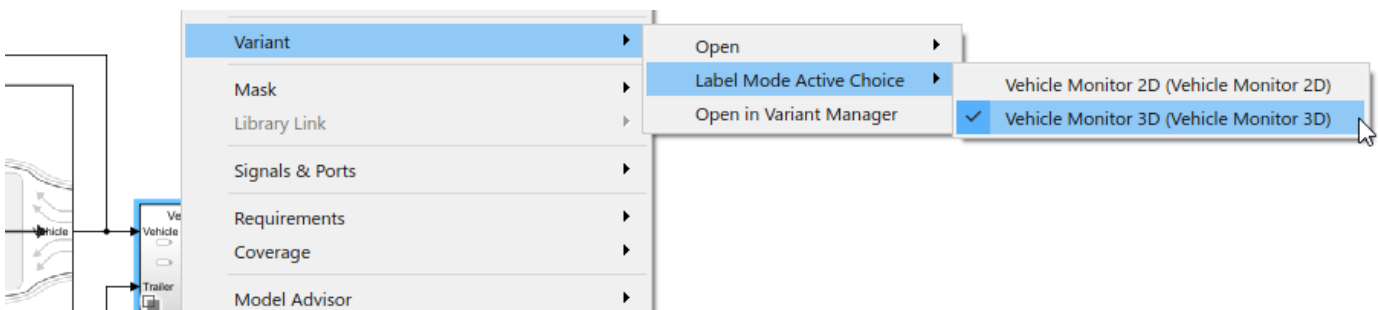 Variant
Open
Label Mode Active Choice
Vehicle Monitor 2D (Vehicle Monitor 2D)
Mask
Open in Variant Manager
Vehicle Monitor 3D (Vehicle Monitor 3D)
Library Link
Signals & Ports
Requirements
Ve
Vehicle
Vehicle
Coverage
Trailer
Model Advisor